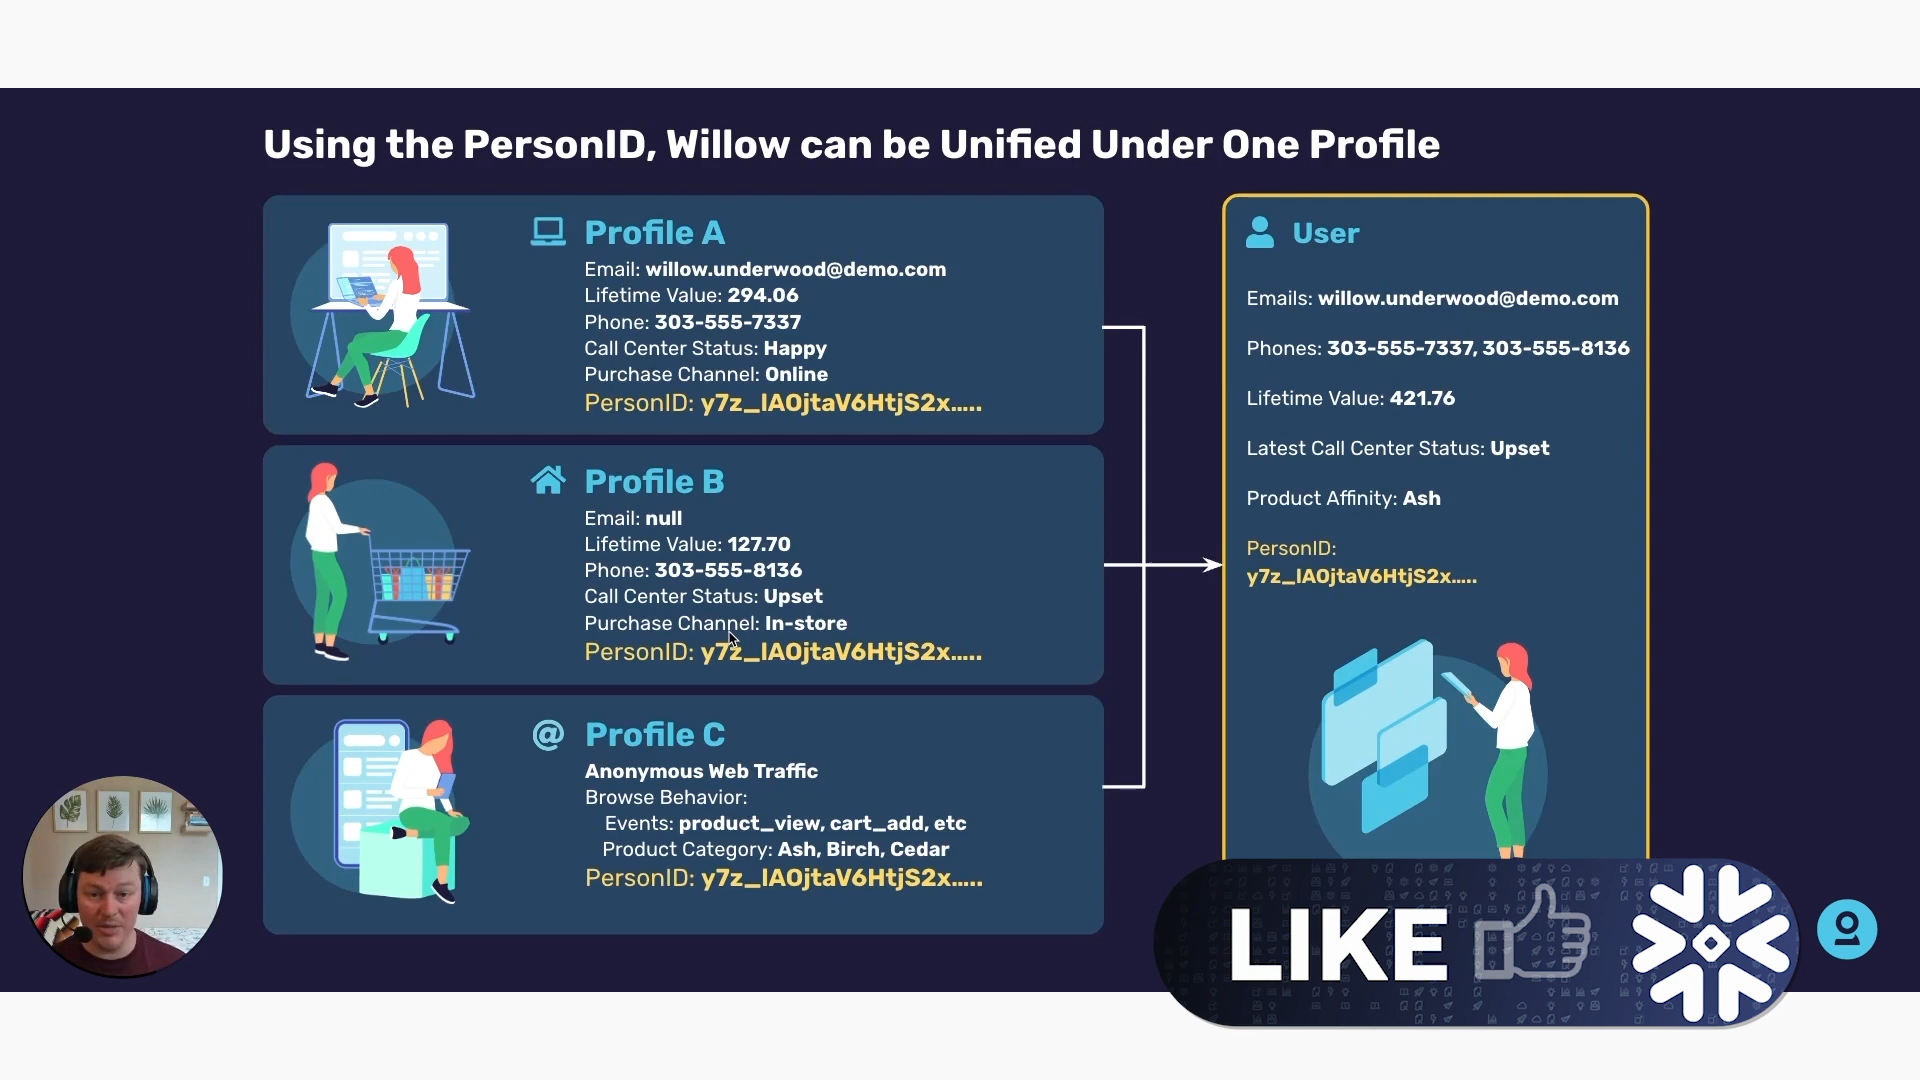 Using the PersonID, Willow can be Unified Under One Profile
Profile A
Email: willow.underwood@demo.com
Lifetime Value: 294.06
Phone: 303-555-7337
Call Center Status: Happy
Purchase Channel: Online
PersonID: y7z_IAOjtaV6HtjS2x.....
Profile B
Email: null
Lifetime Value: 127.70
Phone: 303-555-8136
Call Center Status: Upset
Purchase Channel: In-store
PersonID: y7z_IAOjtaV6HtjS2x.....
@
Profile C
Anonymous Web Traffic
Browse Behavior:
Events: product_view, cart_add, etc
Product Category: Ash, Birch, Cedar
PersonID: y7z_IAOjtaV6HtjS2x.....
User
Emails: willow.underwood@demo.com
Phones: 303-555-7337, 303-555-8136
Lifetime Value: 421.76
Latest Call Center Status: Upset
Product Affinity: Ash
PersonID:
y7z_IAOjtaV6HtjS2x.....
LIKE